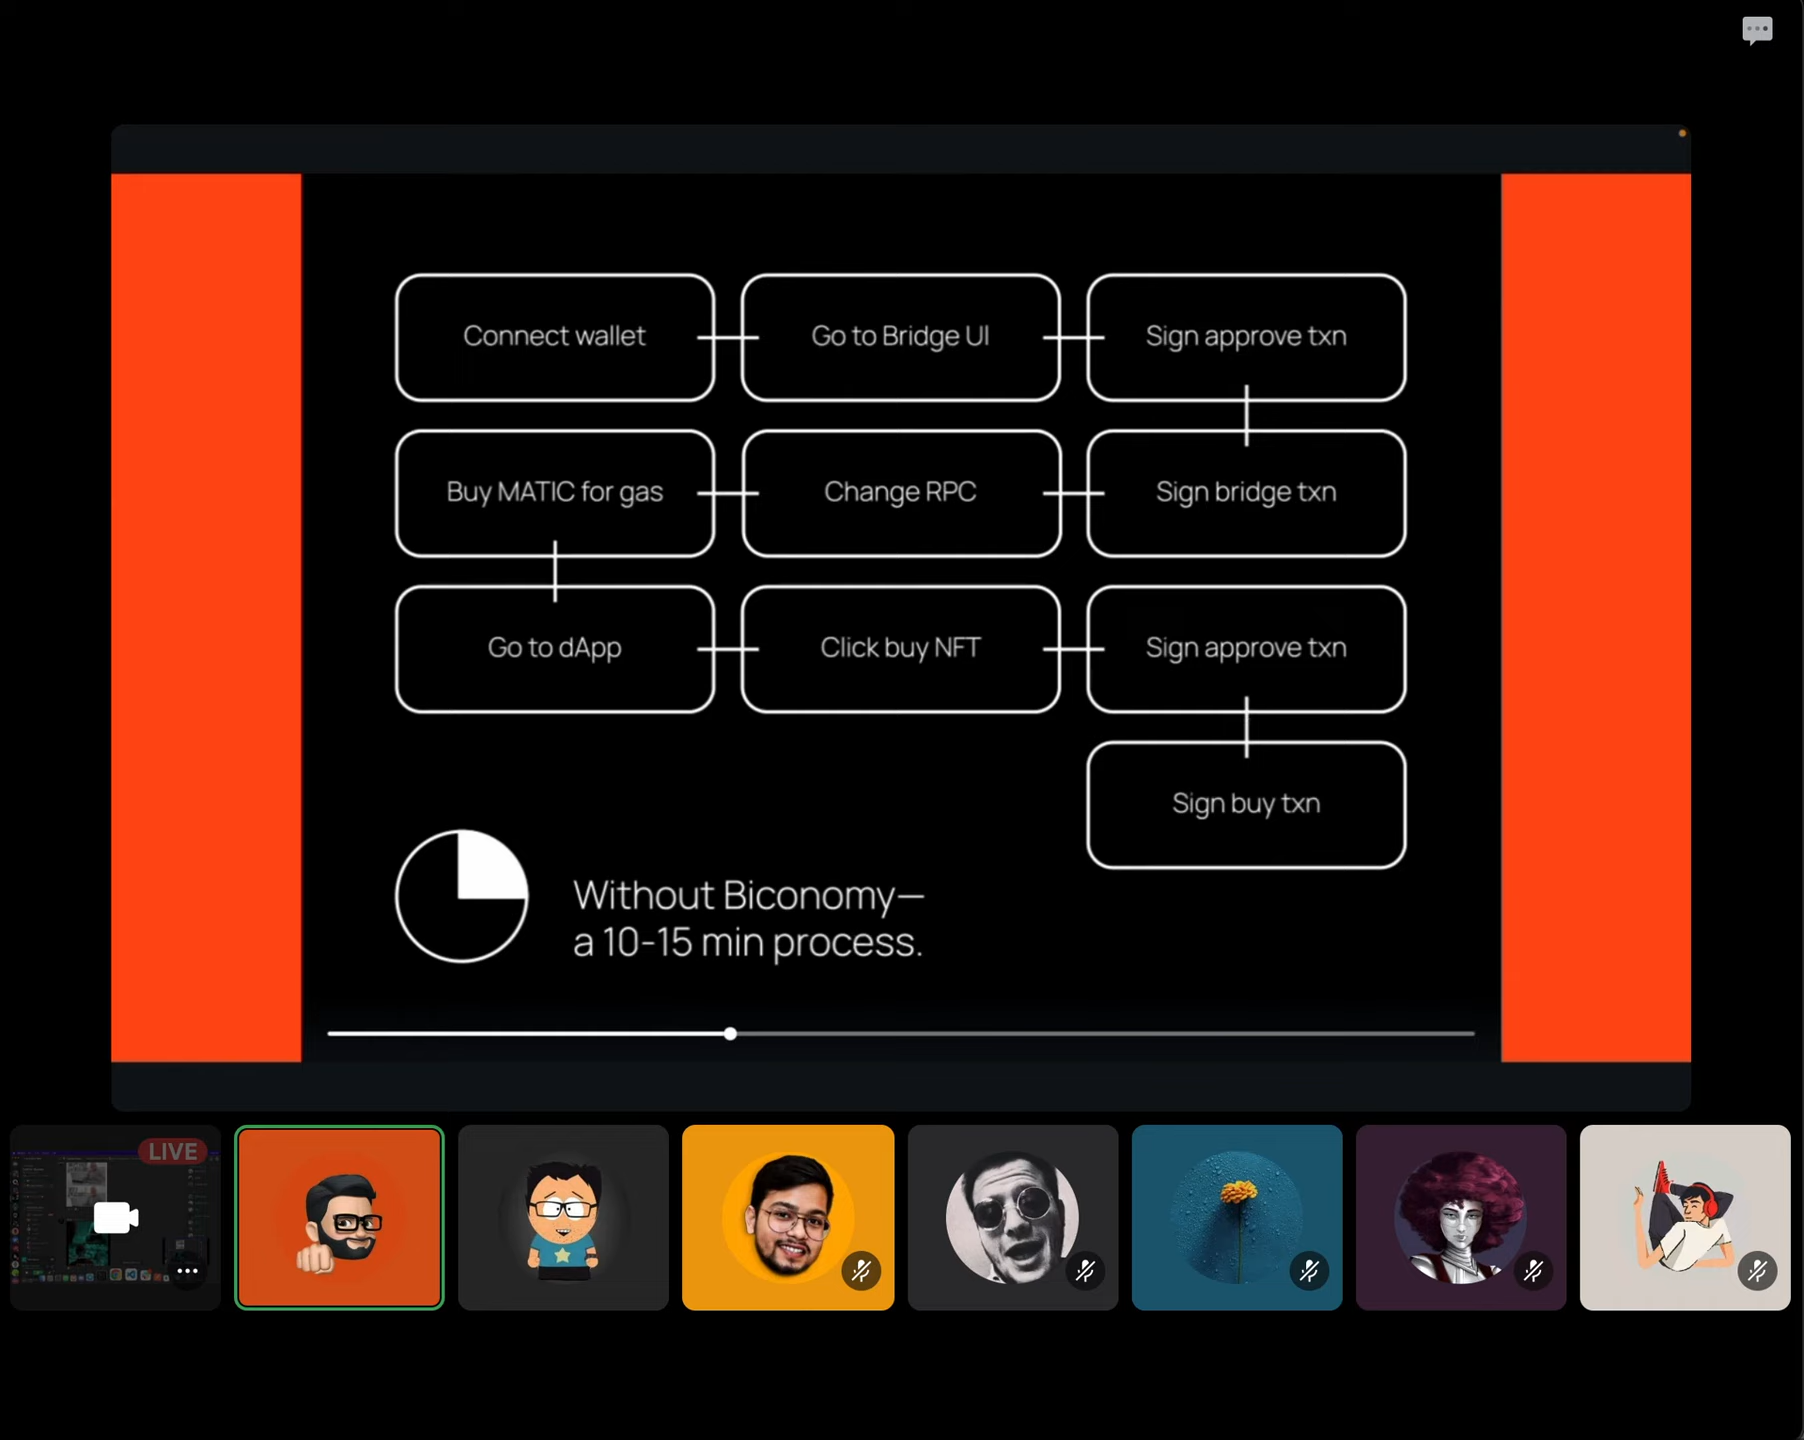 Connect wallet
Go to Bridge UI
Sign approve txn
Buy MATIC for gas
Change RPC
Sign bridge txn
Go to dApp
Click buy NFT
Sign approve txn
Sign buy txn
Without Biconomy—
a 10-15 min process.
LIVE